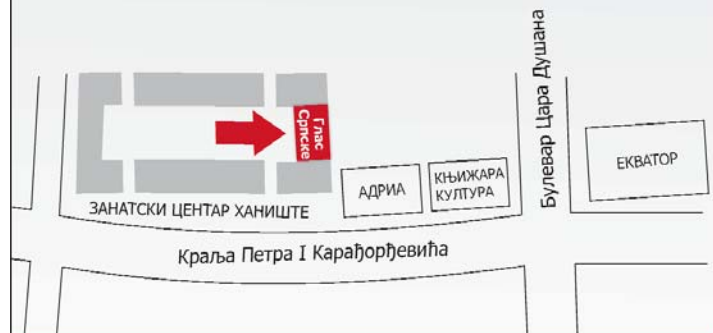 Булевар Цара Душана
Глас
Српске
ЕКВАТОР
АДРИА
КЊИЖАРА
КУЛТУРА
ЗАНАТСКИ ЦЕНТАР ХАНИШТЕ
Краља Петра I Карађорђевића